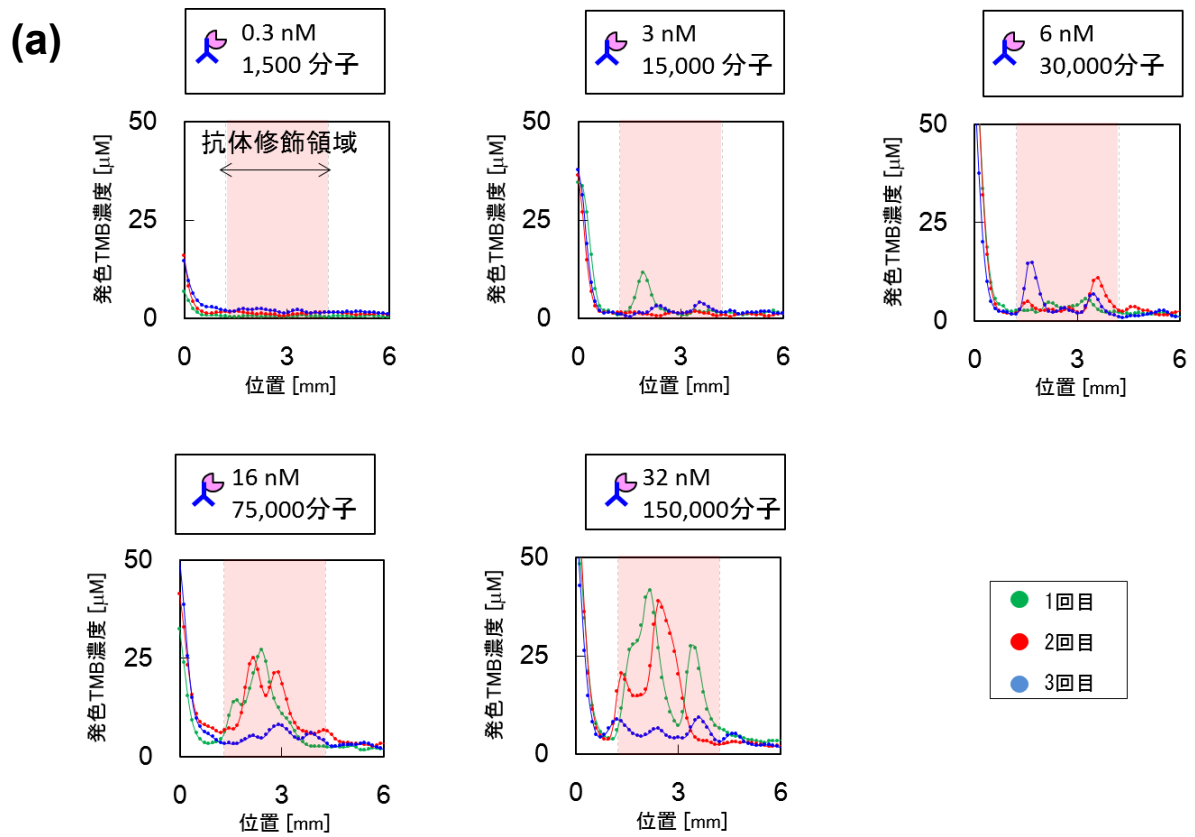 (a)
0.3 nM
1,500 分子
3 nM
15,000 分子
6 nM
30,000分子
発色TMB濃度 [μM]
50
25
0
抗体修飾領域
0
3
6
位置 [mm]
発色TMB濃度 [μM]
50
25
0
0
3
6
位置 [mm]
発色TMB濃度 [μM]
50
25
0
0
3
6
位置 [mm]
16 nM
75,000分子
32 nM
150,000分子
発色TMB濃度 [μM]
50
25
0
0
3
6
位置 [mm]
発色TMB濃度 [μM]
50
25
0
0
3
6
位置 [mm]
1回目
2回目
3回目